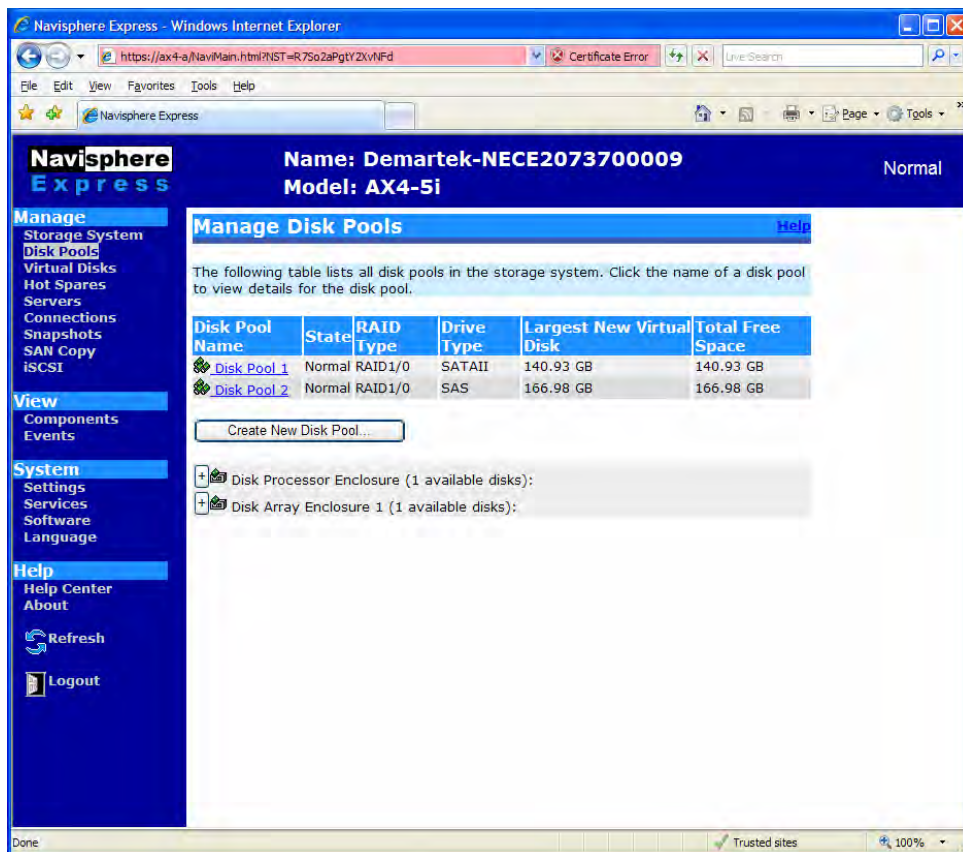 Navisphere Express - Windows Internet Explorer
https://ax4-a/NaviMain.html?NST=R7So2aPgtY2XvNFd
Certificate Error
Live Search
File Edit View Favorites Tools Help
Navisphere Express
Page Tools
Navisphere
Express
Name: Demartek-NECE2073700009
Model: AX4-5i
Normal
Manage
Storage System
Disk Pools
Virtual Disks
Hot Spares
Servers
Connections
Snapshots
SAN Copy
iSCSI
View
Components
Events
System
Settings
Services
Software
Language
Help
Help Center
About
Refresh
Logout
Manage Disk Pools Help
The following table lists all disk pools in the storage system. Click the name of a disk pool
to view details for the disk pool.
Disk Pool Name State RAID Type Drive Type Largest New Virtual Disk Total Free Space
Disk Pool 1 Normal RAID1/0 SATAII 140.93 GB 140.93 GB
Disk Pool 2 Normal RAID1/0 SAS 166.98 GB 166.98 GB
Create New Disk Pool...
Disk Processor Enclosure (1 available disks):
Disk Array Enclosure 1 (1 available disks):
Done
Trusted sites
100%